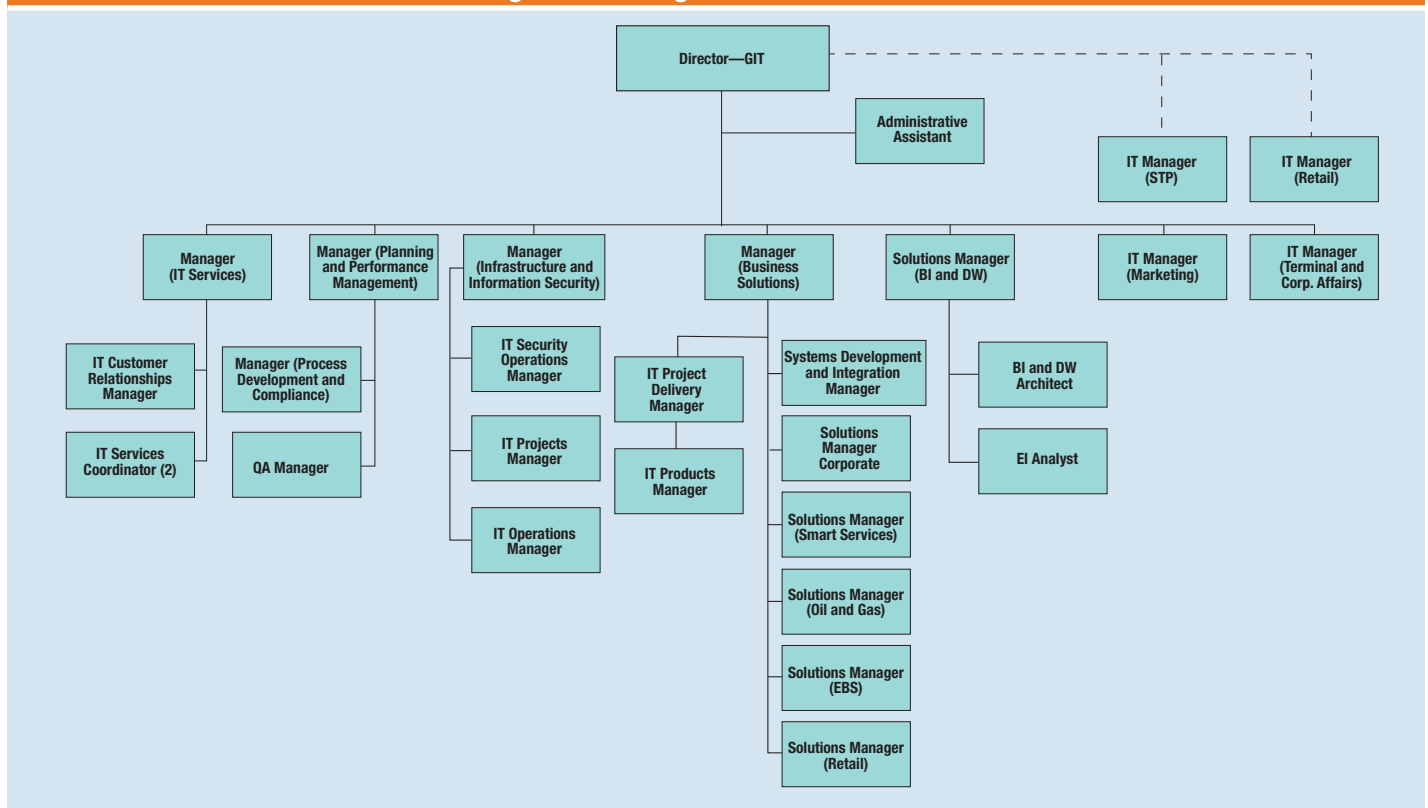 Director—GIT
Administrative
Assistant
IT Manager
(STP)
IT Manager
(Retail)
Manager
(IT Services)
Manager (Planning
and Performance
Management)
Manager
(Infrastructure and
Information Security)
Manager
(Business
Solutions)
Solutions Manager
(BI and DW)
IT Manager
(Marketing)
IT Manager
(Terminal and
Corp. Affairs)
IT Customer
Relationships
Manager
IT Services
Coordinator (2)
Manager (Process
Development and
Compliance)
QA Manager
IT Security
Operations
Manager
IT Projects
Manager
IT Operations
Manager
IT Project
Delivery
Manager
IT Products
Manager
Systems Development
and Integration
Manager
Solutions
Manager
Corporate
Solutions Manager
(Smart Services)
Solutions Manager
(Oil and Gas)
Solutions Manager
(EBS)
Solutions Manager
(Retail)
BI and DW
Architect
EI Analyst